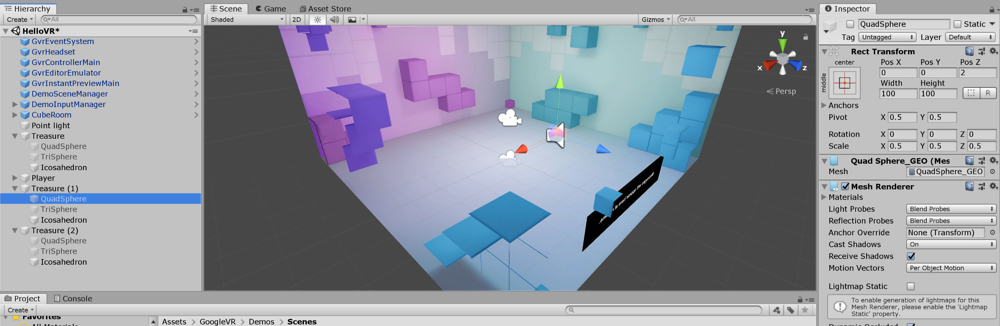 Hierarchy
Create
All
HelloVR*
GvrEventSystem
GvrHeadset
GvrControllerMain
GvrEditorEmulator
GvrInstantPreviewMain
DemoSceneManager
DemoInputManager
CubeRoom
Point light
Treasure
QuadSphere
TriSphere
Icosahedron
Player
Treasure (1)
QuadSphere
TriSphere
Icosahedron
Treasure (2)
QuadSphere
TriSphere
Icosahedron
Scene Game Asset Store
Shaded 2D Gizmos All
y
x z
Persp
Project Console
Create
Favorites
All Materials
Assets > GoogleVR > Demos > Scenes
Inspector
QuadSphere Static
Tag Untagged Layer Default
Rect Transform
center Pos X Pos Y Pos Z
middle 0 0 2
Width Height
100 100 R
Anchors
Pivot X 0.5 Y 0.5
Rotation X 0 Y 0 Z 0
Scale X 0.5 Y 0.5 Z 0.5
Quad Sphere_GEO (Mes
Mesh QuadSphere_GEO
Mesh Renderer
Materials
Light Probes Blend Probes
Reflection Probes Blend Probes
Anchor Override None (Transform)
Cast Shadows On
Receive Shadows
Motion Vectors Per Object Motion
Lightmap Static
To enable generation of lightmaps for this
Mesh Renderer, please enable the 'Lightmap
Static' property.
Dynamic Occluded